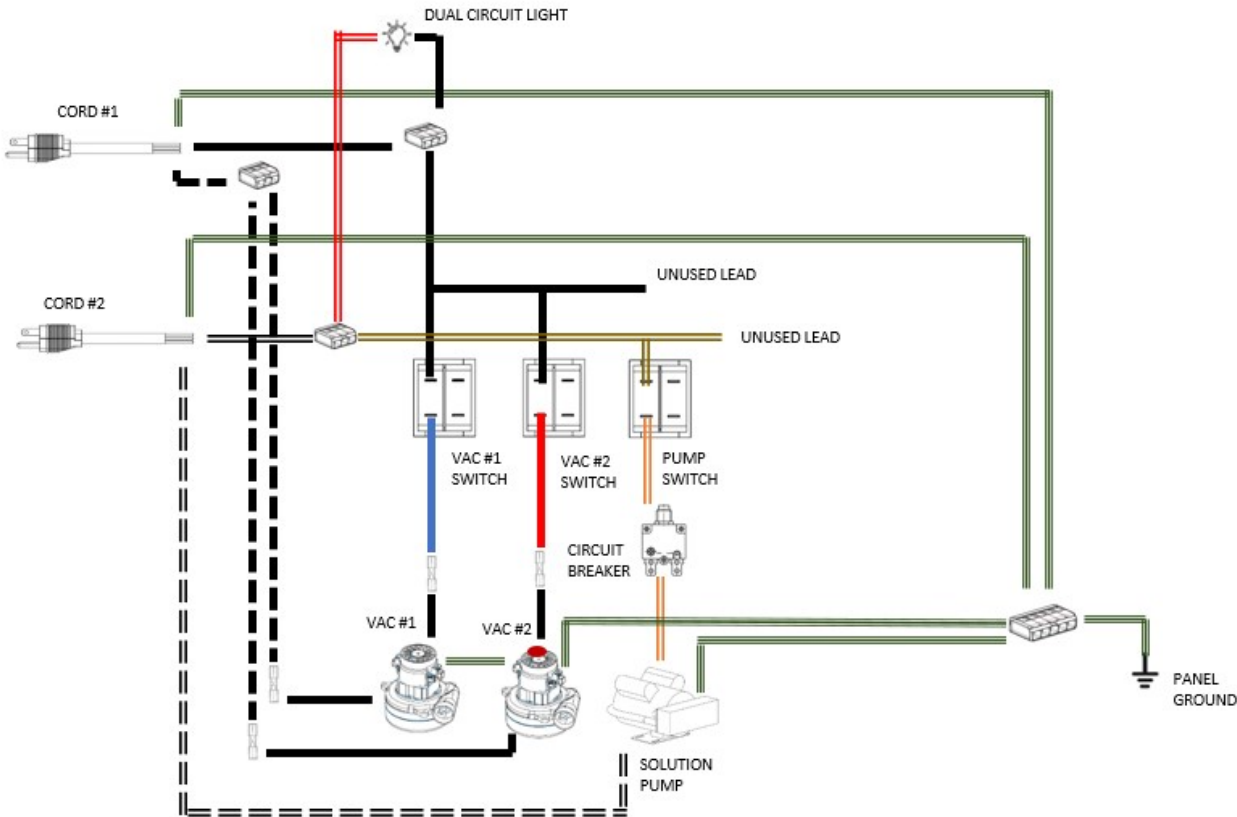 DUAL CIRCUIT LIGHT
CORD #1
UNUSED LEAD
CORD #2
UNUSED LEAD
VAC #1
SWITCH
VAC #2
SWITCH
PUMP
SWITCH
CIRCUIT
BREAKER
VAC #1
VAC #2
PANEL
GROUND
SOLUTION
PUMP